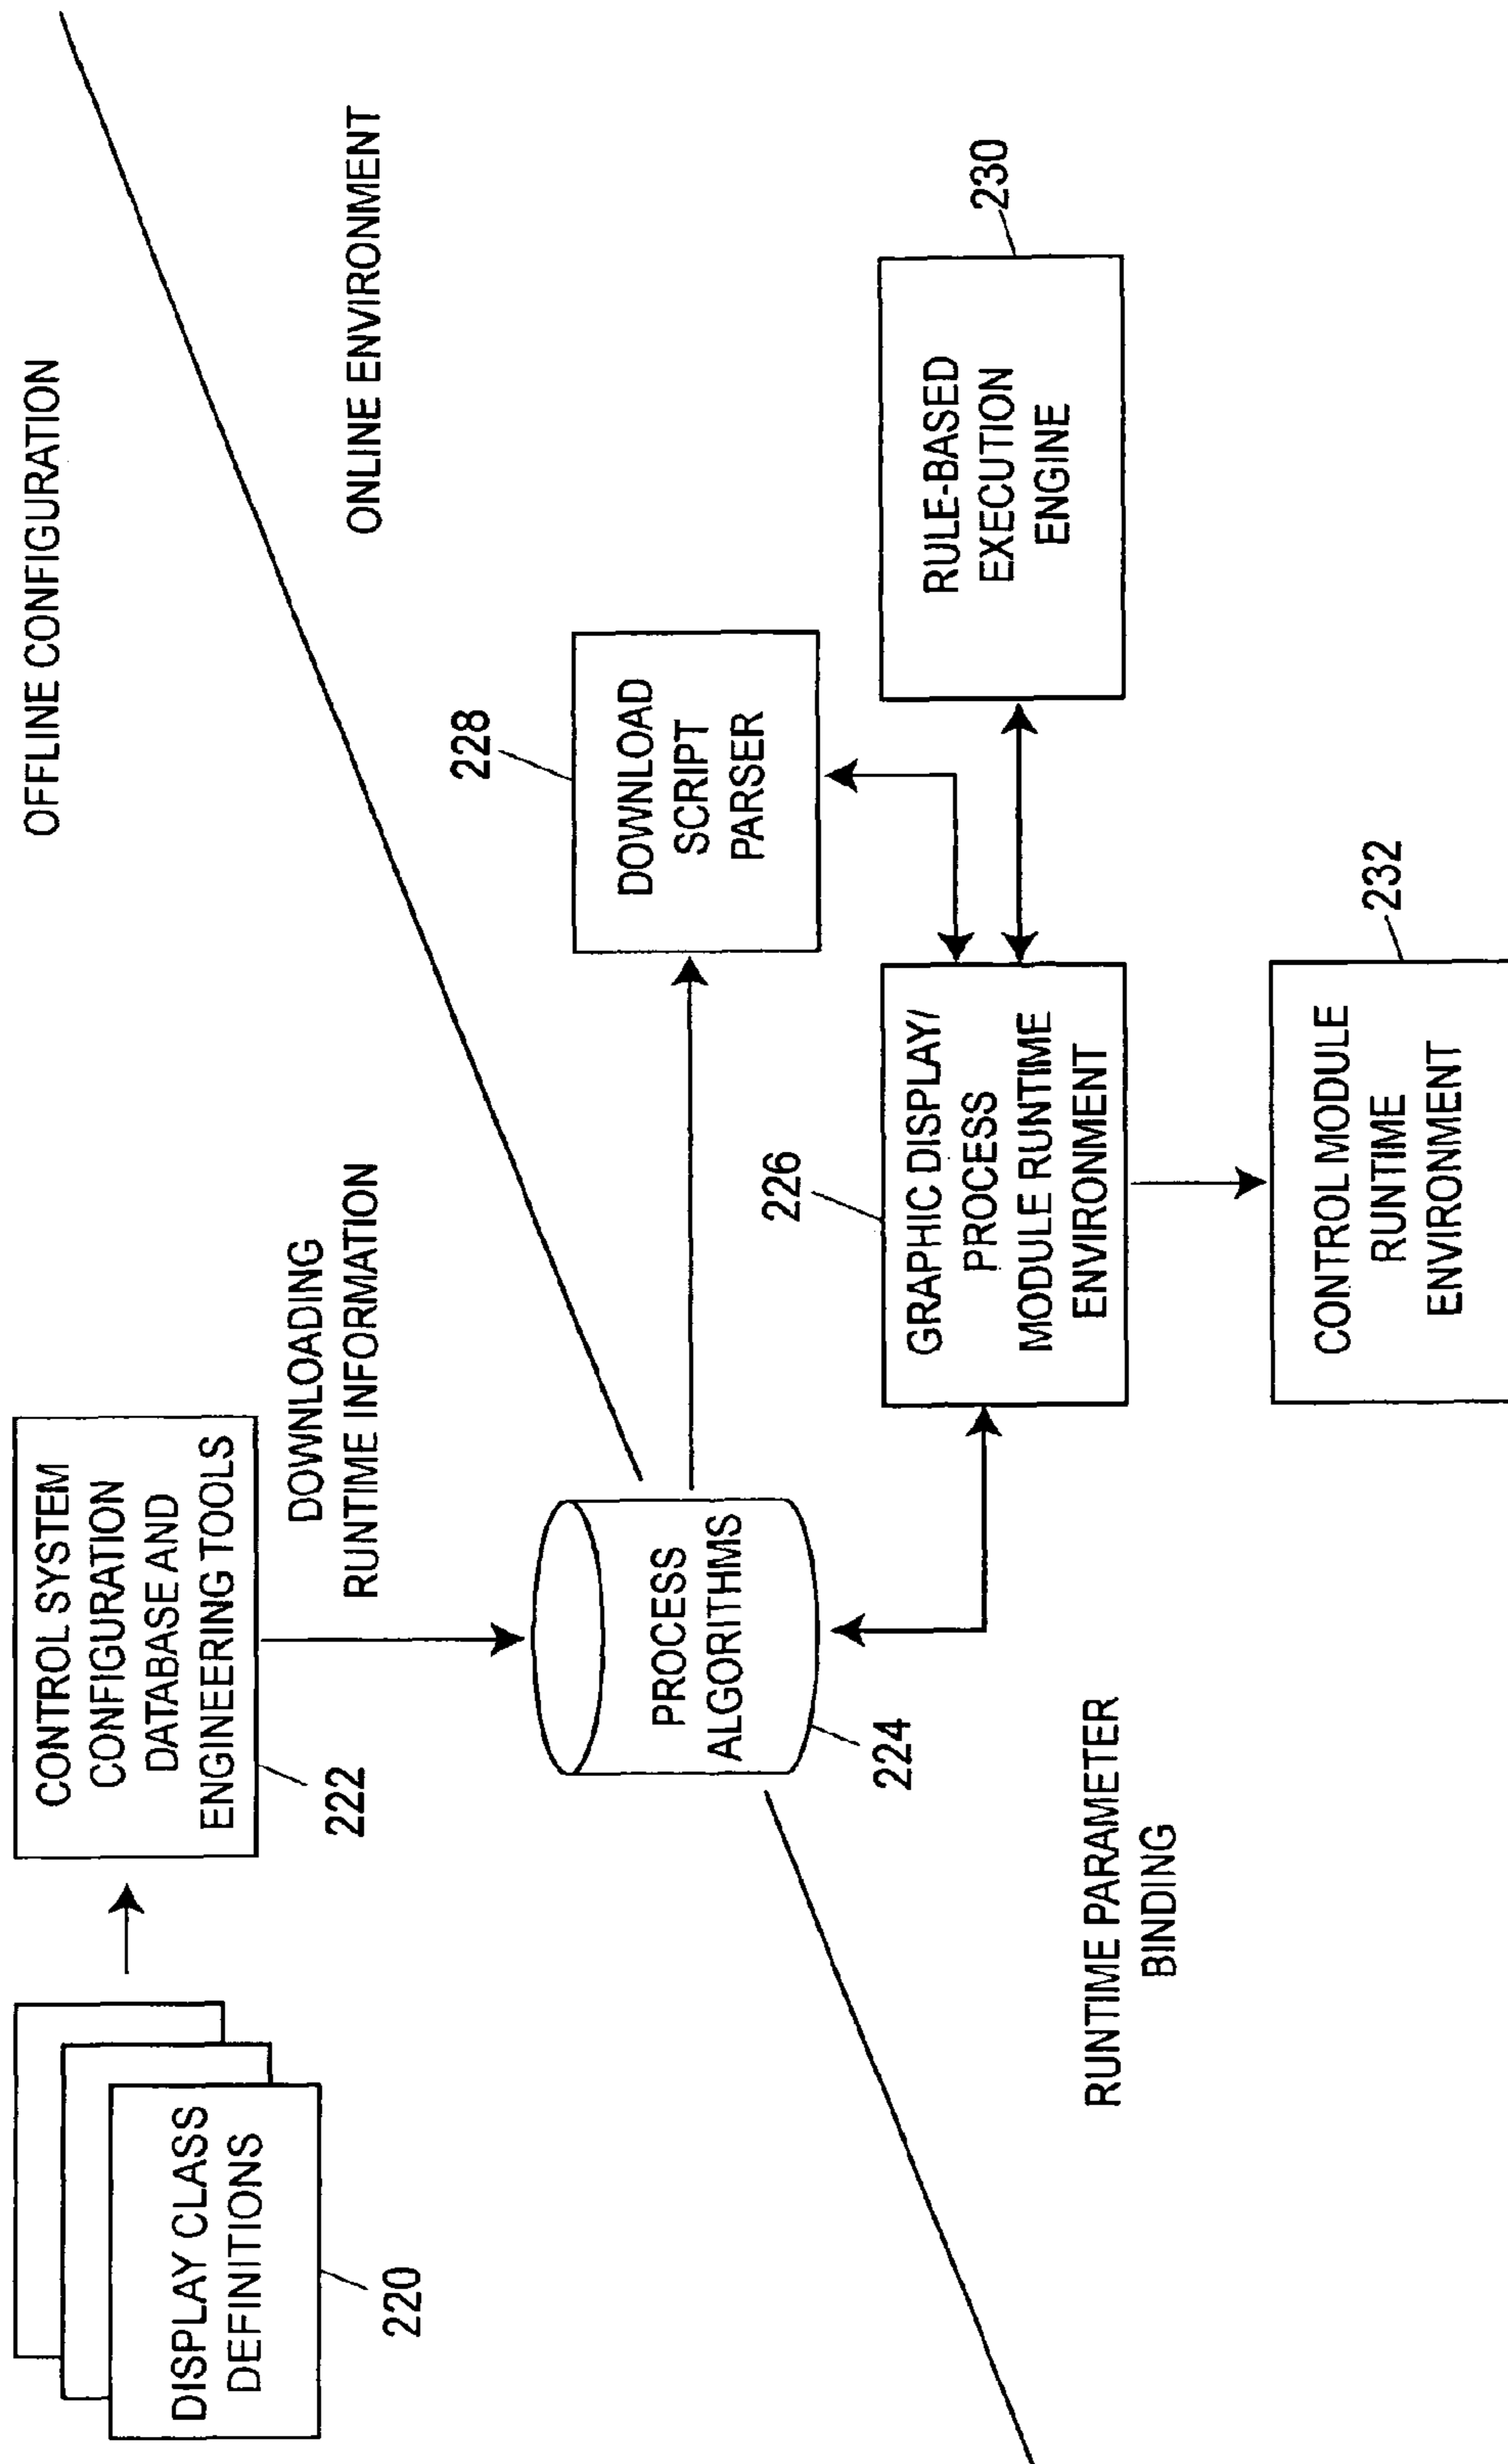 OFFLINE CONFIGURATION
DISPLAY CLASS
DEFINITIONS
220
CONTROL SYSTEM
CONFIGURATION
DATABASE AND
ENGINEERING TOOLS
222
DOWNLOADING
RUNTIME INFORMATION
ONLINE ENVIRONMENT
PROCESS
ALGORITHMS
224
228
DOWNLOAD
SCRIPT
PARSER
226
GRAPHIC DISPLAY/
PROCESS
MODULE RUNTIME
ENVIRONMENT
RULE-BASED
EXECUTION
ENGINE
230
RUNTIME PARAMETER
BINDING
CONTROL MODULE
RUNTIME
ENVIRONMENT
232